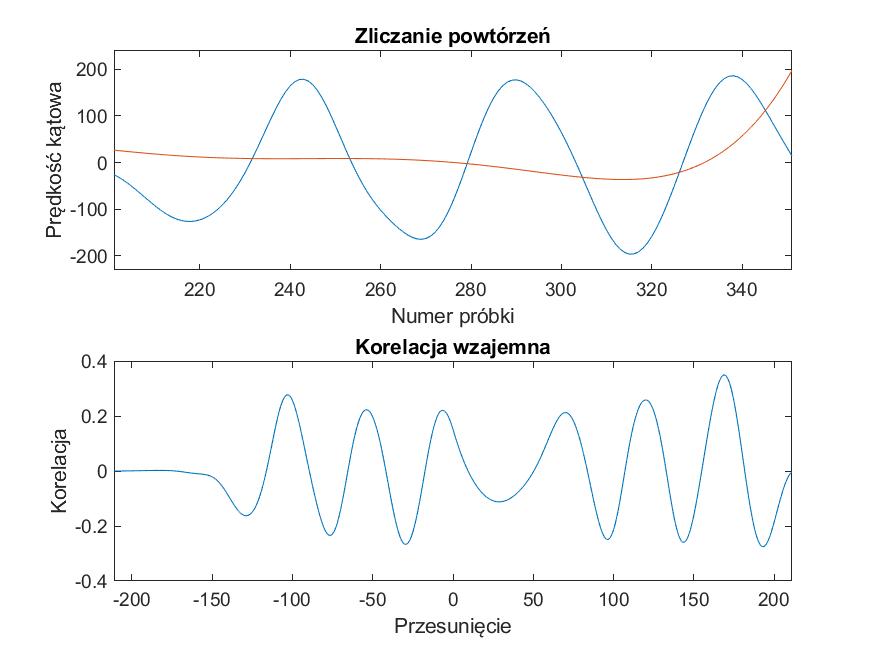 Zliczanie powtórzeń
Prędkość kątowa
200
100
0
-100
-200
220 240 260 280 300 320 340
Numer próbki
Korelacja wzajemna
Korelacja
0.4
0.2
0
-0.2
-0.4
-200 -150 -100 -50 0 50 100 150 200
Przesunięcie